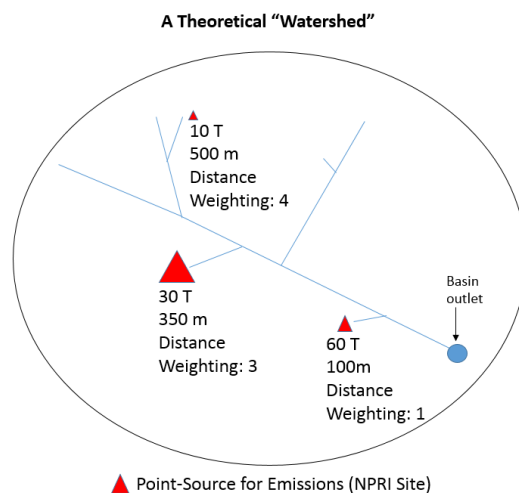 A Theoretical “Watershed”
10 T
500 m
Distance
Weighting: 4
30 T
350 m
Distance
Weighting: 3
Basin
outlet
60 T
100m
Distance
Weighting: 1
Point-Source for Emissions (NPRI Site)